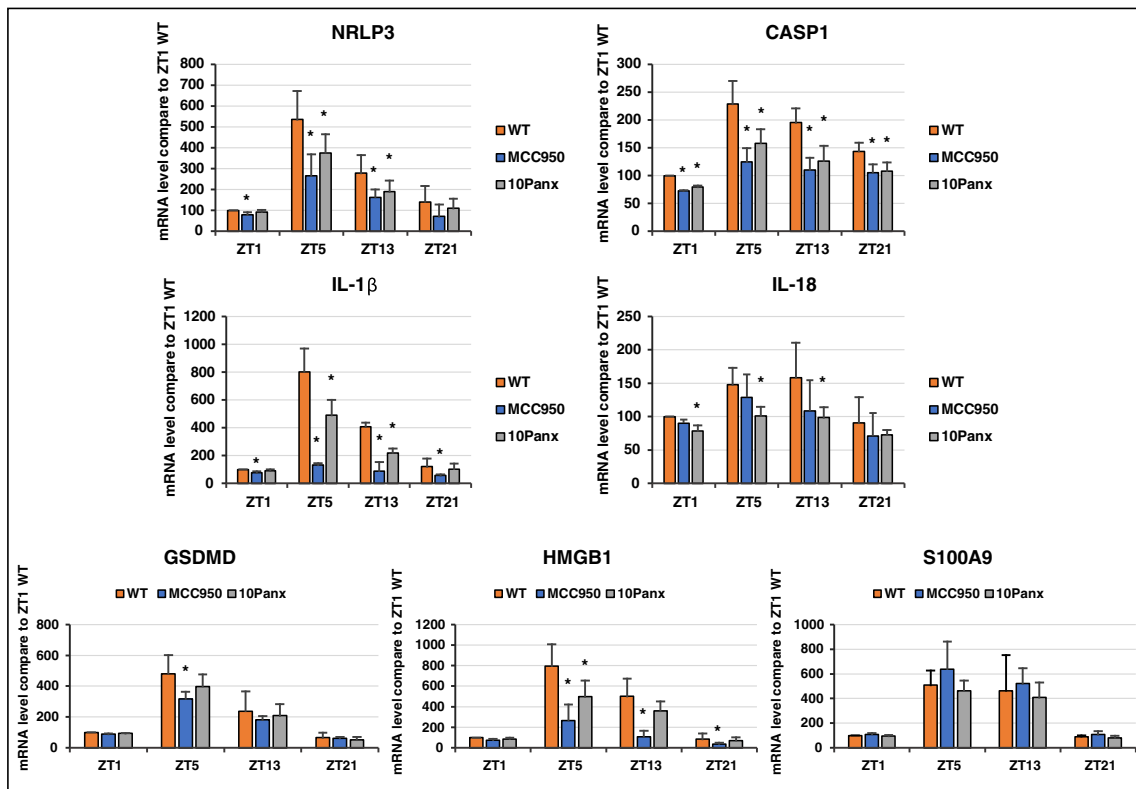 NRLP3
mRNA level compare to ZT1 WT
800
700
600
500
400
300
200
100
0
* * * * *
ZT1 ZT5 ZT13 ZT21
WT
MCC950
10Panx
CASP1
mRNA level compare to ZT1 WT
300
250
200
150
100
50
0
* * * * * * * *
ZT1 ZT5 ZT13 ZT21
WT
MCC950
10Panx
IL-1β
mRNA level compare to ZT1 WT
1200
1000
800
600
400
200
0
* * * * * *
ZT1 ZT5 ZT13 ZT21
WT
MCC950
10Panx
IL-18
mRNA level compare to ZT1 WT
250
200
150
100
50
0
* * *
ZT1 ZT5 ZT13 ZT21
WT
MCC950
10Panx
GSDMD
WT MCC950 10Panx
mRNA level compare to ZT1 WT
800
600
400
200
0
*
ZT1 ZT5 ZT13 ZT21
HMGB1
WT MCC950 10Panx
mRNA level compare to ZT1 WT
1200
1000
800
600
400
200
0
* * * *
ZT1 ZT5 ZT13 ZT21
S100A9
WT MCC950 10Panx
mRNA level compare to ZT1 WT
1000
800
600
400
200
0
ZT1 ZT5 ZT13 ZT21